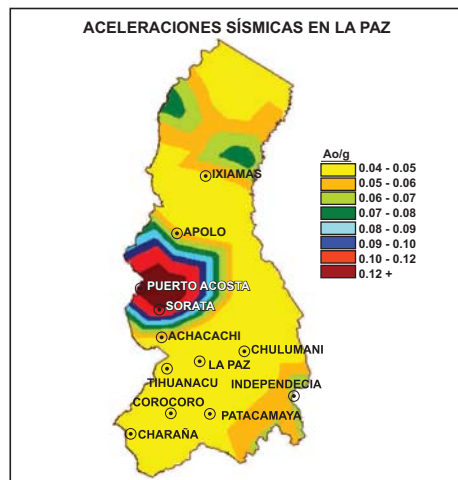 ACELERACIONES SÍSMICAS EN LA PAZ
Ao/g
0.04 - 0.05
0.05 - 0.06
0.06 - 0.07
0.07 - 0.08
0.08 - 0.09
0.09 - 0.10
0.10 - 0.12
0.12 +
IXIAMAS
APOLO
PUERTO ACOSTA
SORATA
ACHACACHI
CHULUMANI
LA PAZ
TIHUANACU
INDEPENDECIA
COROCORO
PATACAMAYA
CHARAÑA